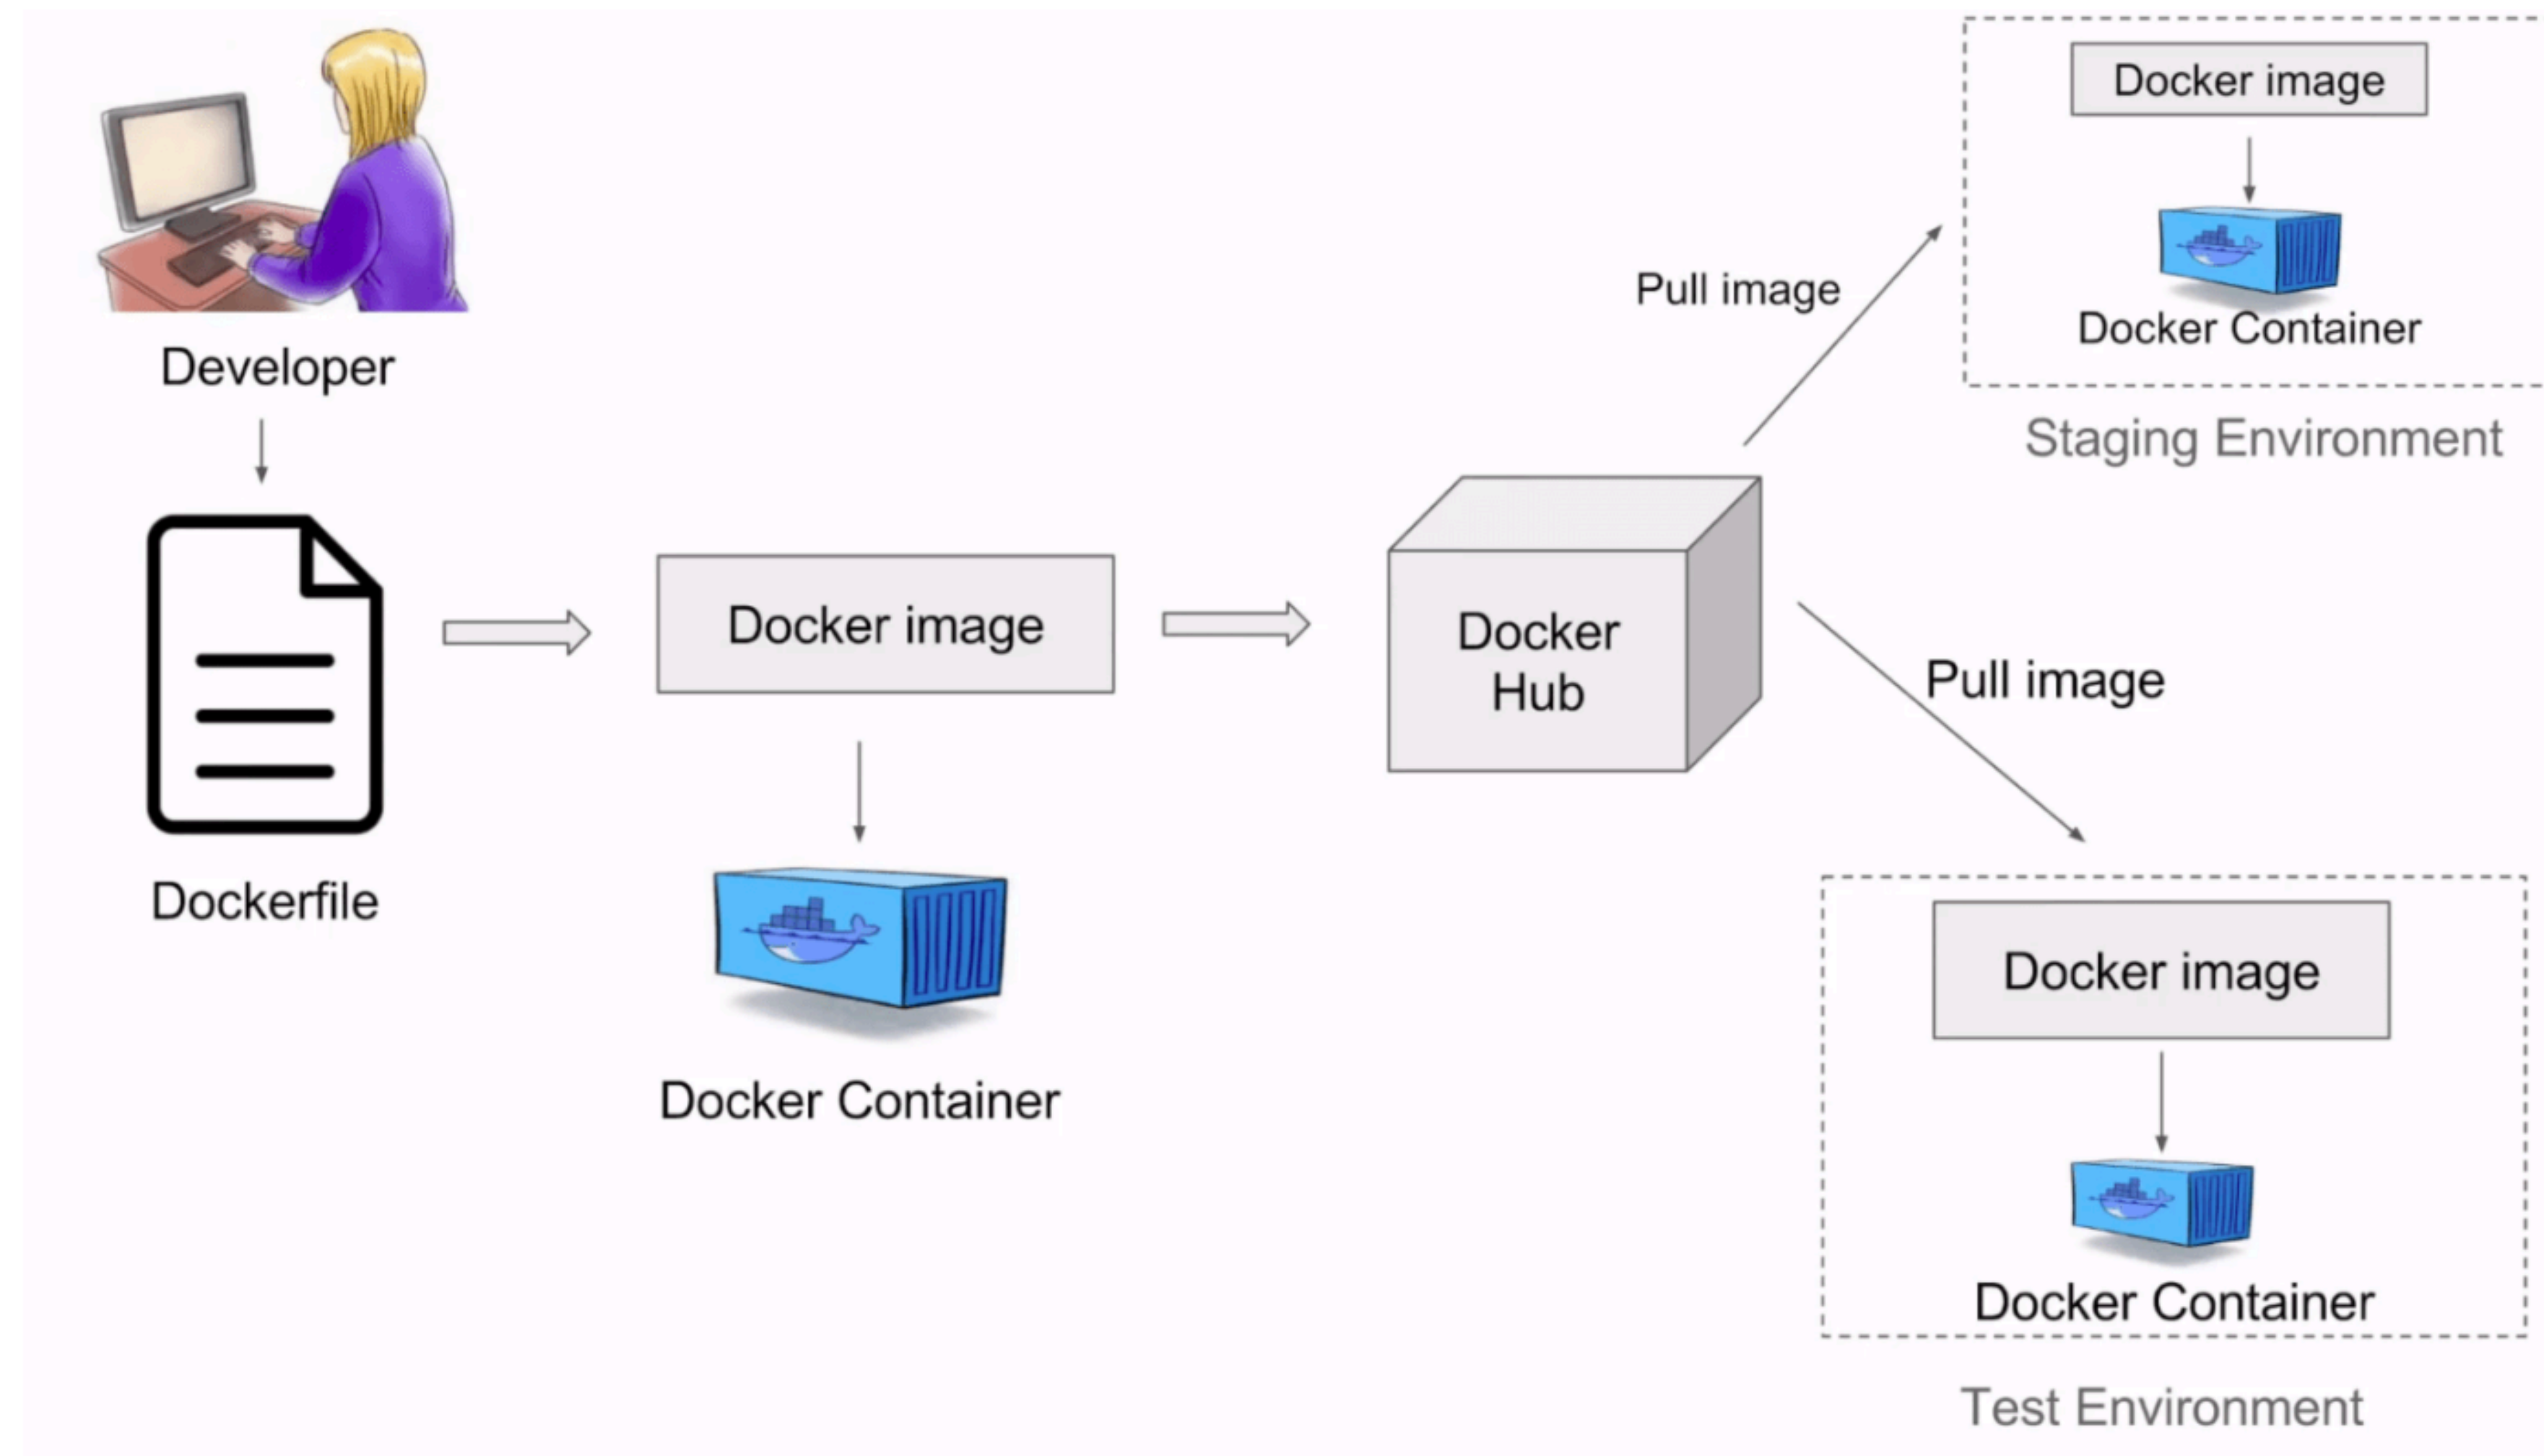 Developer
Dockerfile
Docker image
Docker Container
Docker
Hub
Pull image
Docker image
Docker Container
Staging Environment
Pull image
Docker image
Docker Container
Test Environment